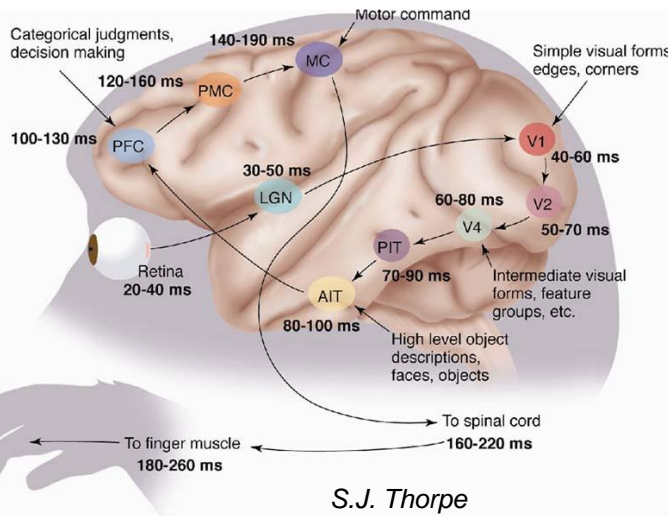 Motor command
Categorical judgments,
decision making
140-190 ms
MC
Simple visual forms
edges, corners
120-160 ms
PMC
100-130 ms
PFC
30-50 ms
LGN
V1
40-60 ms
60-80 ms
V2
V4
50-70 ms
PIT
Retina
20-40 ms
70-90 ms
Intermediate visual
forms, feature
groups, etc.
AIT
80-100 ms
High level object
descriptions,
faces, objects
To spinal cord
160-220 ms
To finger muscle
180-260 ms
S.J. Thorpe